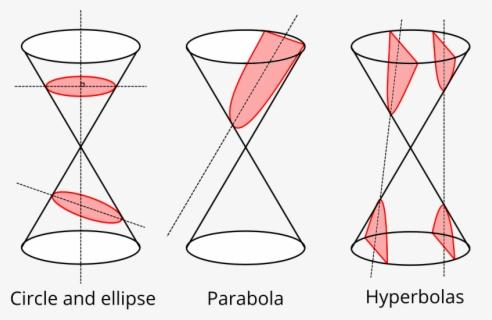 Circle and ellipse
Parabola
Hyperbolas